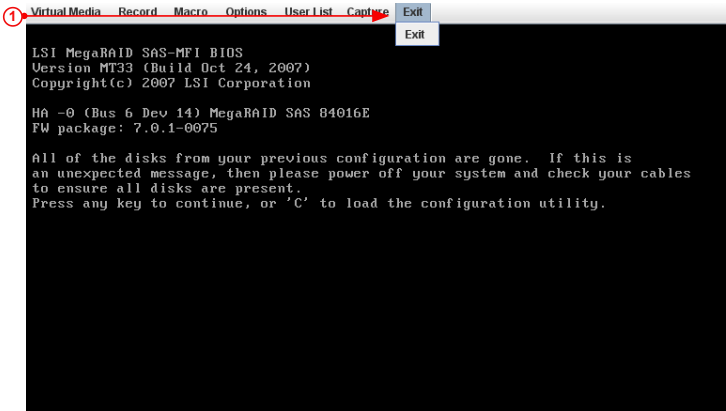 1 Virtual Media Record Macro Options User List Capture Exit
Exit
LSI MegaRAID SAS-MFI BIOS
Version MT33 (Build Oct 24, 2007)
Copyright(c) 2007 LSI Corporation
HA -0 (Bus 6 Dev 14) MegaRAID SAS 84016E
FW package: 7.0.1-0075
All of the disks from your previous configuration are gone.  If this is
an unexpected message, then please power off your system and check your cables
to ensure all disks are present.
Press any key to continue, or 'C' to load the configuration utility.